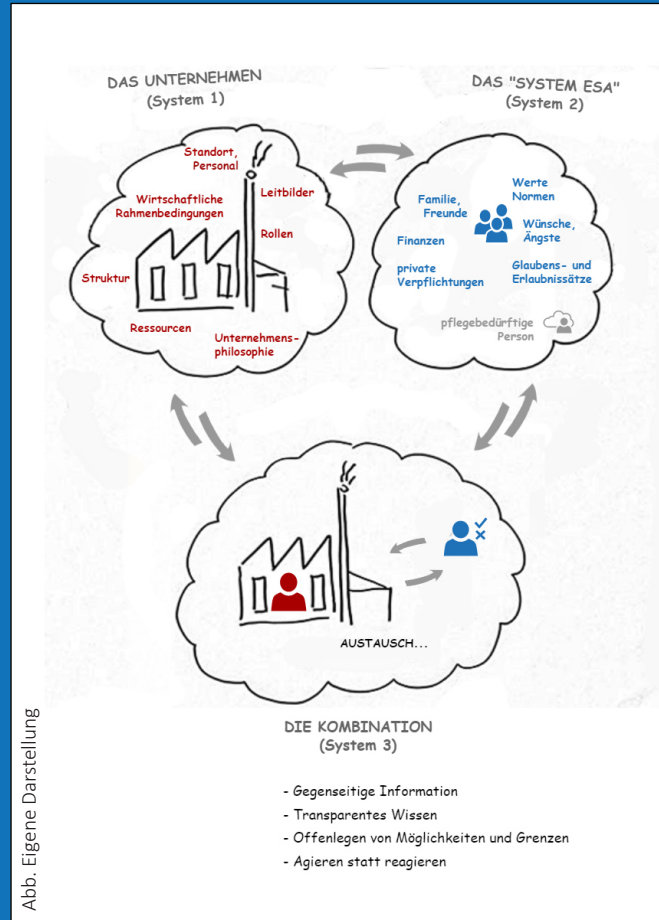 DAS UNTERNEHMEN
(System 1)
DAS "SYSTEM ESA"
(System 2)
Standort,
Personal
Leitbilder
Wirtschaftliche
Rahmenbedingungen
Rollen
Struktur
Ressourcen
Unternehmens-
philosophie
Werte
Normen
Familie,
Freunde
Wünsche,
Ängste
Finanzen
private
Verpflichtungen
Glaubens- und
Erlaubnissätze
pflegebedürftige
Person
AUSTAUSCH...
DIE KOMBINATION
(System 3)
- Gegenseitige Information
- Transparentes Wissen
- Offenlegen von Möglichkeiten und Grenzen
- Agieren statt reagieren
Abb. Eigene Darstellung